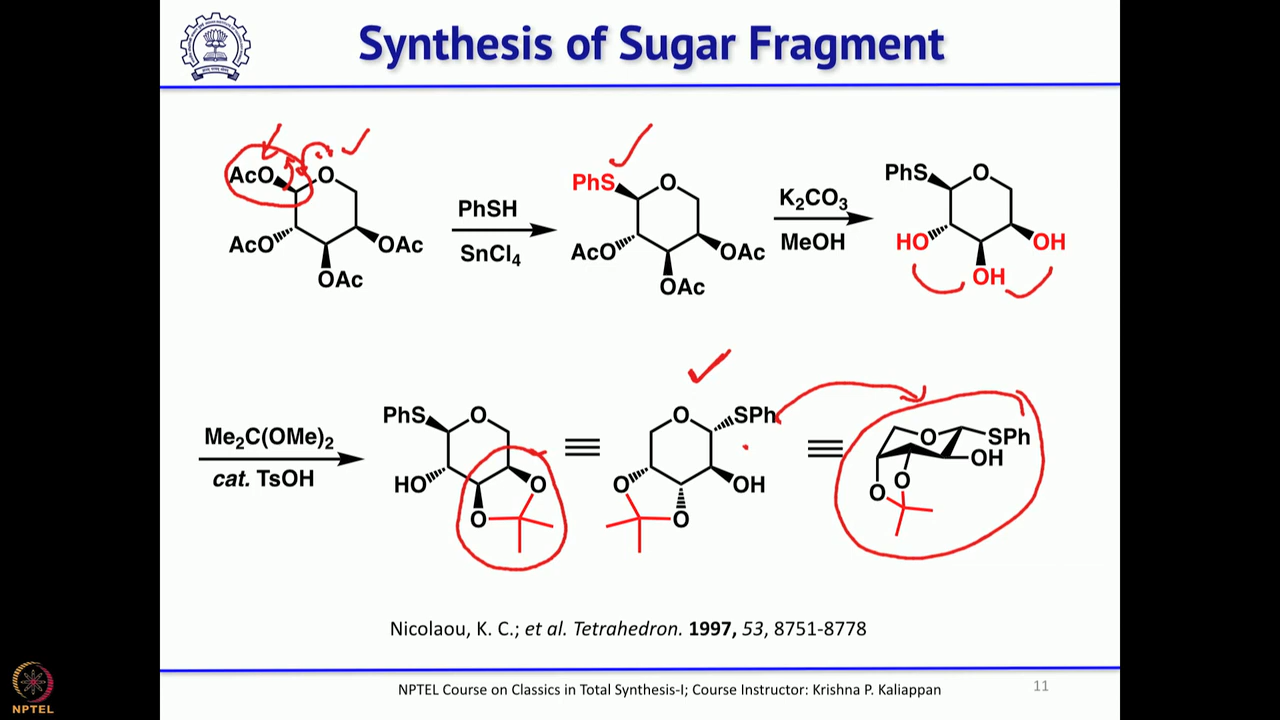 Synthesis of Sugar Fragment
AcO
O
AcO
OAc
OAc
PhSH
SnCl4
PhS
O
AcO
OAc
OAc
K2CO3
MeOH
PhS
O
HO
OH
OH
Me2C(OMe)2
cat. TsOH
PhS
O
HO
O
O
O
SPh
O
OH
O
O
SPh
OH
O
O
Nicolaou, K. C.; et al. Tetrahedron. 1997, 53, 8751-8778
NPTEL Course on Classics in Total Synthesis-I; Course Instructor: Krishna P. Kaliappan
11
NPTEL